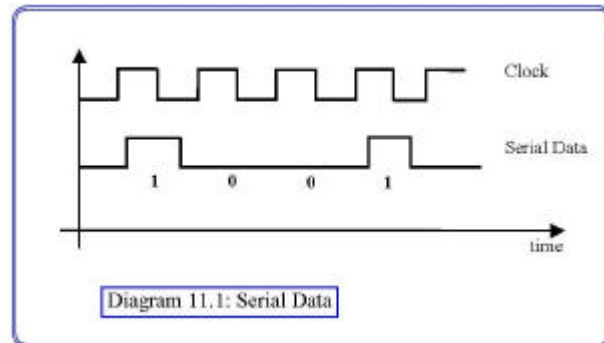 Clock
Serial Data
1 0 0 1
time
Diagram 11.1: Serial Data